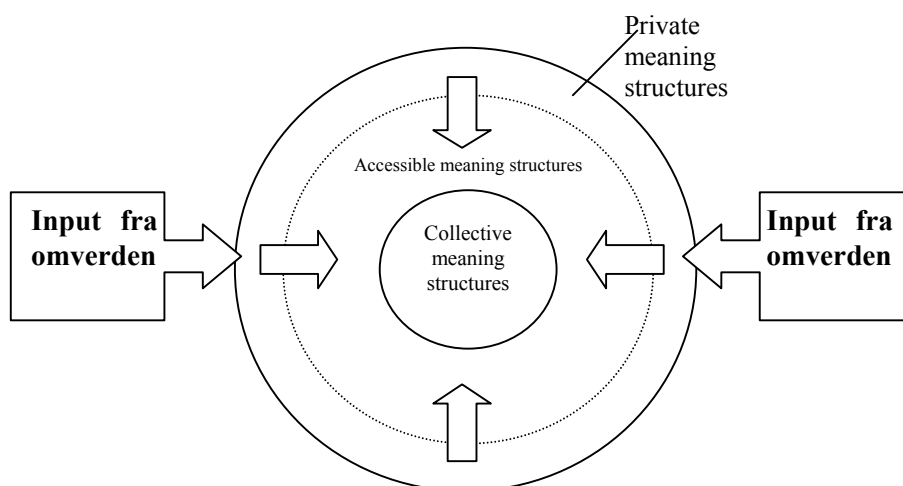 Private
meaning
structures
Accessible meaning structures
Input fra
omverden
Collective
meaning
structures
Input fra
omverden